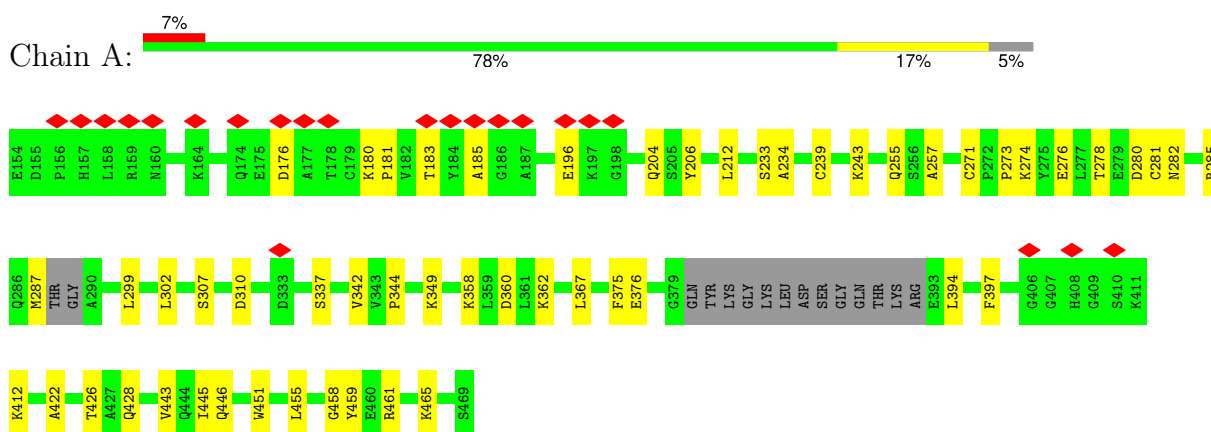 7%
Chain A:
78% 17% 5%
E154 D155 P156 H157 L158 R159 N160 K164 Q174 E175 D176 A177 T178 C179 K180 P181 V182 T183 Y184 A185 G186 A187 E196 K197 G198 Q204 S205 Y206 L212 S233 A234 C239 K243 Q255 S256 A257 C271 P272 P273 K274 Y275 E276 L277 T278 E279 D280 C281 N282 R285
Q286 M287 THR GLY A290 L299 L302 S307 D310 D333 S337 V342 V343 P344 K349 K358 L359 D360 L361 K362 L367 F375 E376 G379 GLN TYR LYS GLY LYS LYS LEU ASP SER GLY GLN THR LYS ARG E393 L394 F397 G406 G407 H408 G409 S410 K411
K412 A422 T426 A427 Q428 V443 Q444 I445 Q446 W451 L455 G458 Y459 E460 R461 K465 S469